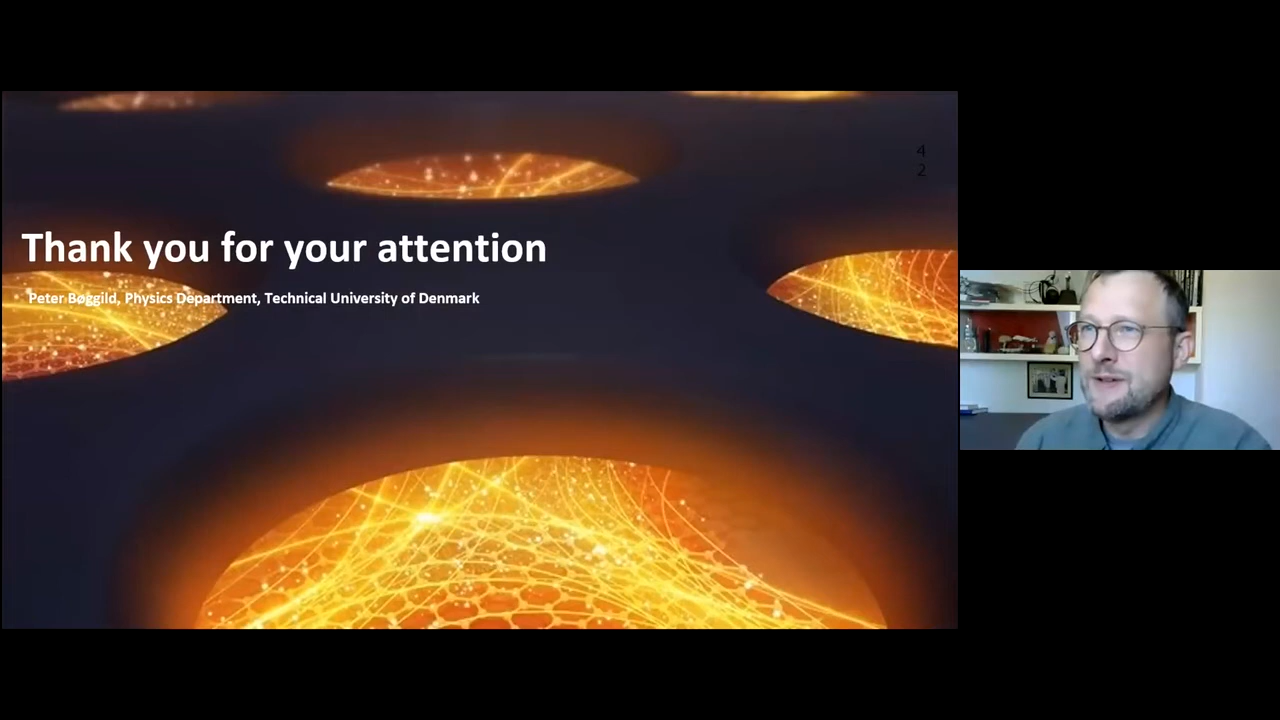 4
2
Thank you for your attention
Peter Bøggild, Physics Department, Technical University of Denmark